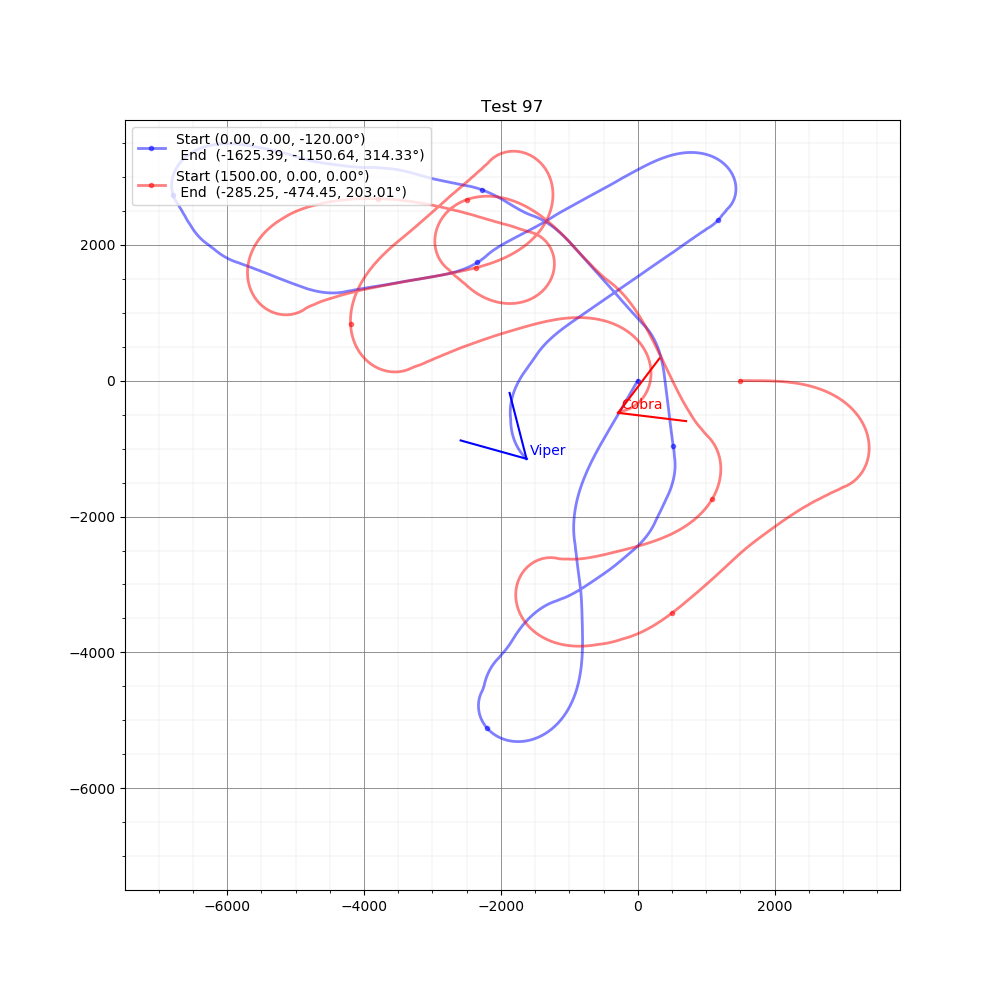 Test 97
Start (0.00, 0.00, -120.00°)
End (-1625.39, -1150.64, 314.33°)
Start (1500.00, 0.00, 0.00°)
End (-285.25, -474.45, 203.01°)
2000
0
−2000
−4000
−6000
Cobra
Viper
−6000 −4000 −2000 0 2000